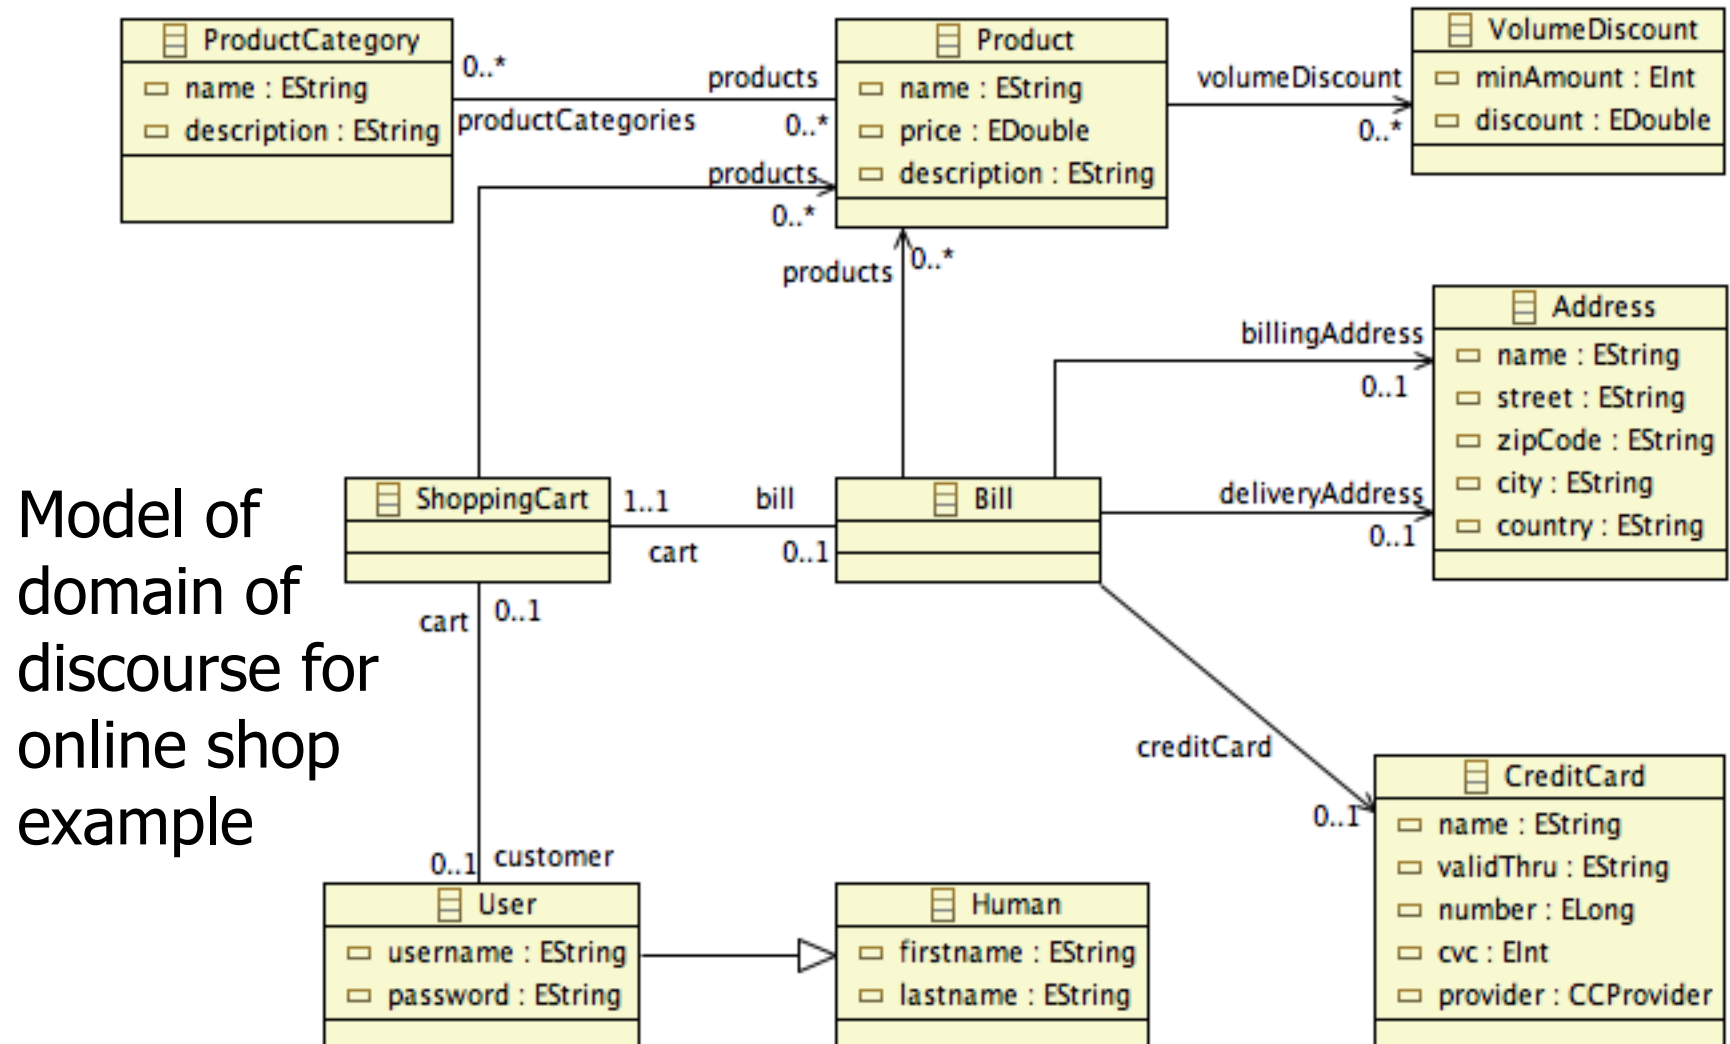 ProductCategory
name : EString
description : EString
0..*
products
productCategories
0..*
Product
name : EString
price : EDouble
description : EString
volumeDiscount
0..*
VolumeDiscount
minAmount : EInt
discount : EDouble
products
0..*
products
0..*
billingAddress
0..1
Address
name : EString
street : EString
zipCode : EString
city : EString
country : EString
deliveryAddress
0..1
Model of
domain of
discourse for
online shop
example
ShoppingCart
1..1
bill
cart
0..1
Bill
cart
0..1
creditCard
0..1
CreditCard
name : EString
validThru : EString
number : ELong
cvc : EInt
provider : CCProvider
0..1
customer
User
username : EString
password : EString
Human
firstname : EString
lastname : EString